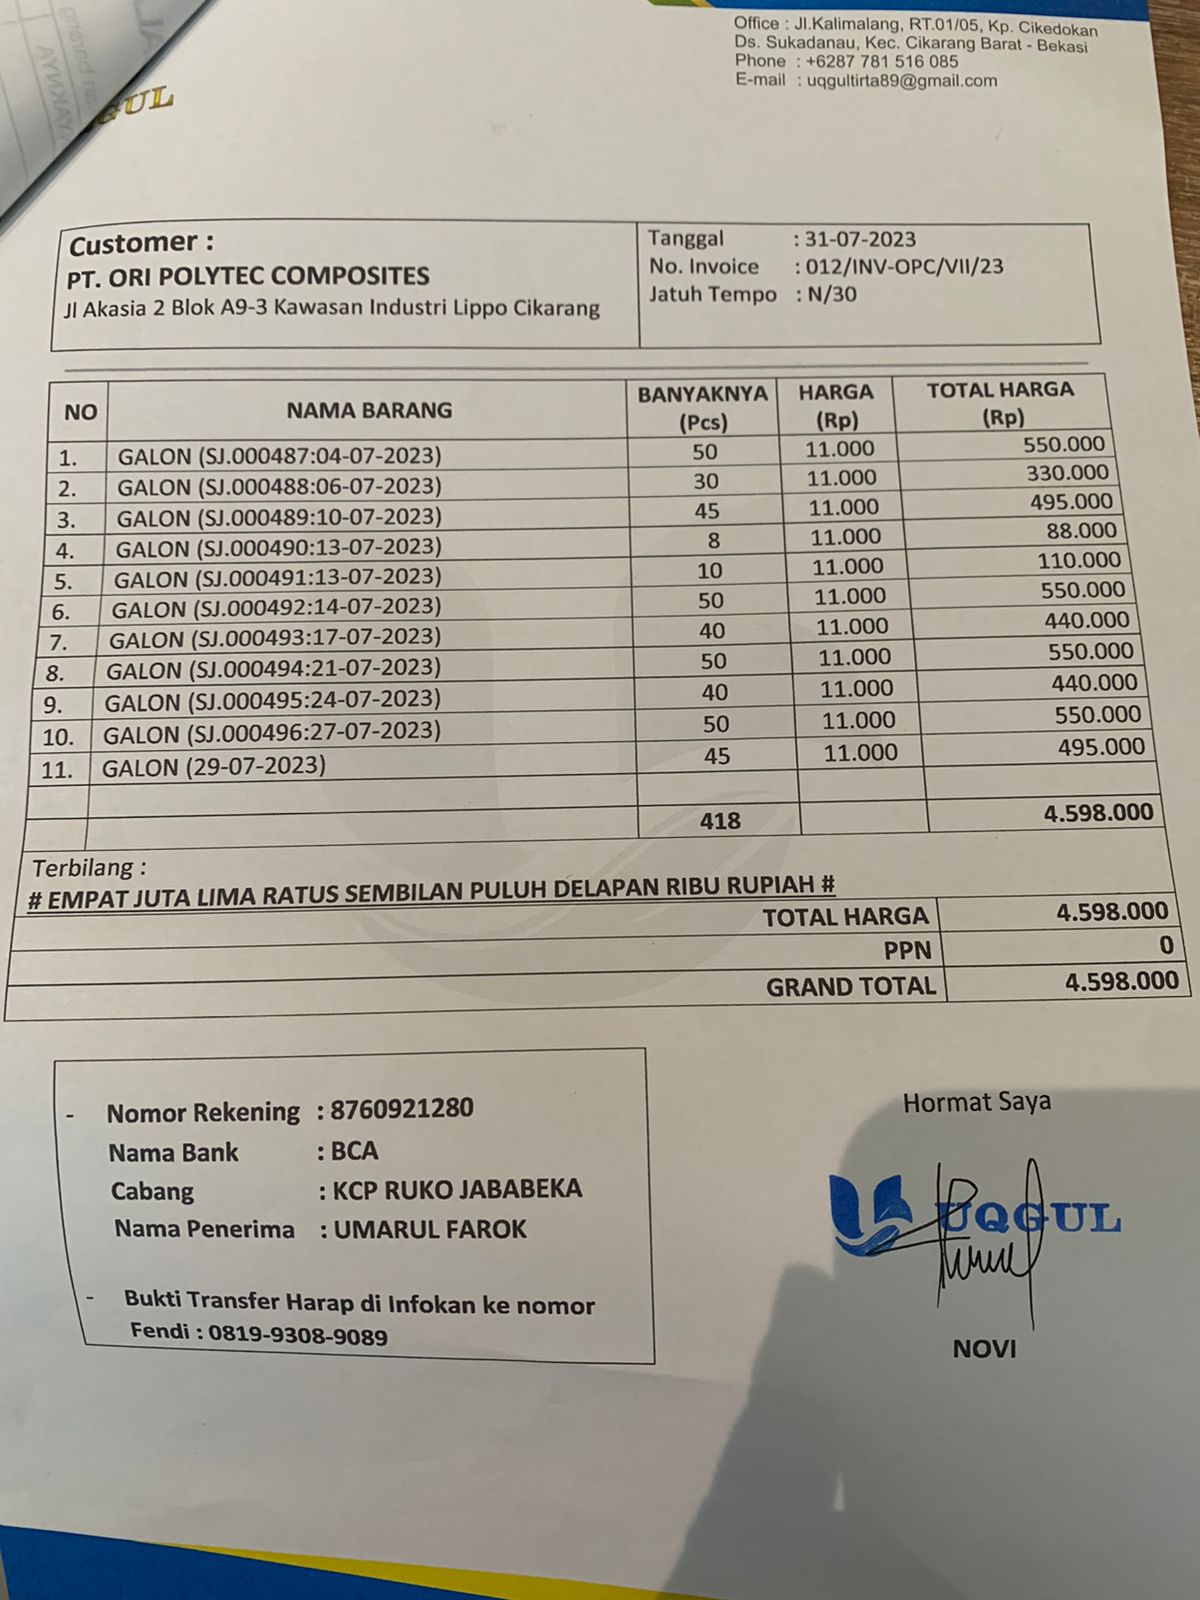 Office : Jl.Kalimalang, RT.01/05, Kp. Cikedokan
Ds. Sukadanau, Kec. Cikarang Barat - Bekasi
Phone : +6287 781 516 085
E-mail : uqgultirta89@gmail.com
GUL
Customer :
PT. ORI POLYTEC COMPOSITES
Jl Akasia 2 Blok A9-3 Kawasan Industri Lippo Cikarang
Tanggal : 31-07-2023
No. Invoice : 012/INV-OPC/VII/23
Jatuh Tempo : N/30
NO NAMA BARANG BANYAKNYA (Pcs) HARGA (Rp) TOTAL HARGA (Rp)
1. GALON (SJ.000487:04-07-2023) 50 11.000 550.000
2. GALON (SJ.000488:06-07-2023) 30 11.000 330.000
3. GALON (SJ.000489:10-07-2023) 45 11.000 495.000
4. GALON (SJ.000490:13-07-2023) 8 11.000 88.000
5. GALON (SJ.000491:13-07-2023) 10 11.000 110.000
6. GALON (SJ.000492:14-07-2023) 50 11.000 550.000
7. GALON (SJ.000493:17-07-2023) 40 11.000 440.000
8. GALON (SJ.000494:21-07-2023) 50 11.000 550.000
9. GALON (SJ.000495:24-07-2023) 40 11.000 440.000
10. GALON (SJ.000496:27-07-2023) 50 11.000 550.000
11. GALON (29-07-2023) 45 11.000 495.000
418 4.598.000
Terbilang :
# EMPAT JUTA LIMA RATUS SEMBILAN PULUH DELAPAN RIBU RUPIAH #
TOTAL HARGA 4.598.000
PPN 0
GRAND TOTAL 4.598.000
- Nomor Rekening : 8760921280
Nama Bank : BCA
Cabang : KCP RUKO JABABEKA
Nama Penerima : UMARUL FAROK
- Bukti Transfer Harap di Infokan ke nomor
Fendi : 0819-9308-9089
Hormat Saya
UQGUL
NOVI